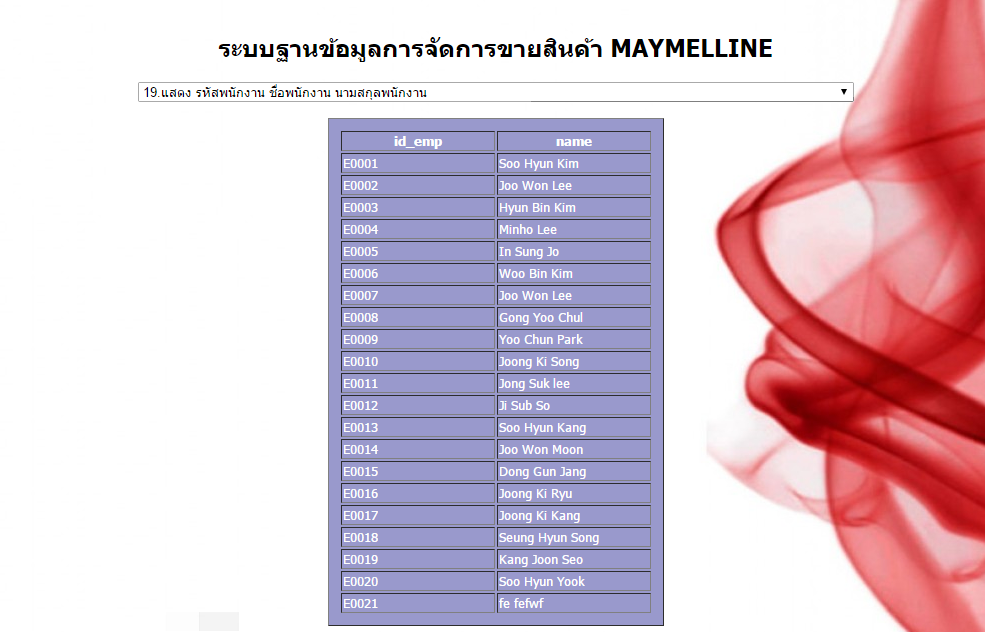 ระบบฐานข้อมูลการจัดการขายสินค้า MAYMELLINE
19.แสดง รหัสพนักงาน ชื่อพนักงาน นามสกุลพนักงาน
id_emp name
E0001 Soo Hyun Kim
E0002 Joo Won Lee
E0003 Hyun Bin Kim
E0004 Minho Lee
E0005 In Sung Jo
E0006 Woo Bin Kim
E0007 Joo Won Lee
E0008 Gong Yoo Chul
E0009 Yoo Chun Park
E0010 Joong Ki Song
E0011 Jong Suk lee
E0012 Ji Sub So
E0013 Soo Hyun Kang
E0014 Joo Won Moon
E0015 Dong Gun Jang
E0016 Joong Ki Ryu
E0017 Joong Ki Kang
E0018 Seung Hyun Song
E0019 Kang Joon Seo
E0020 Soo Hyun Yook
E0021 fe fefwf